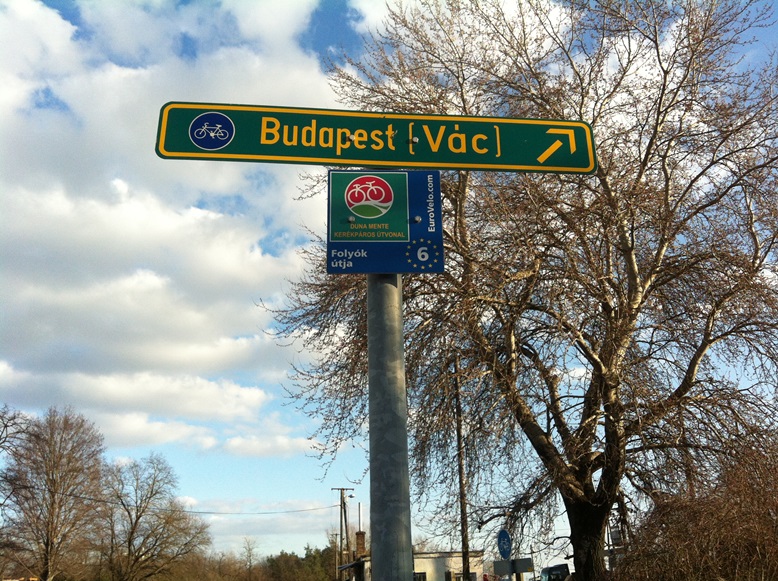 Budapest (Vác)
DUNA MENTE
KERÉKPÁROS ÚTVONAL
EuroVelo.com
Folyók
útja
6